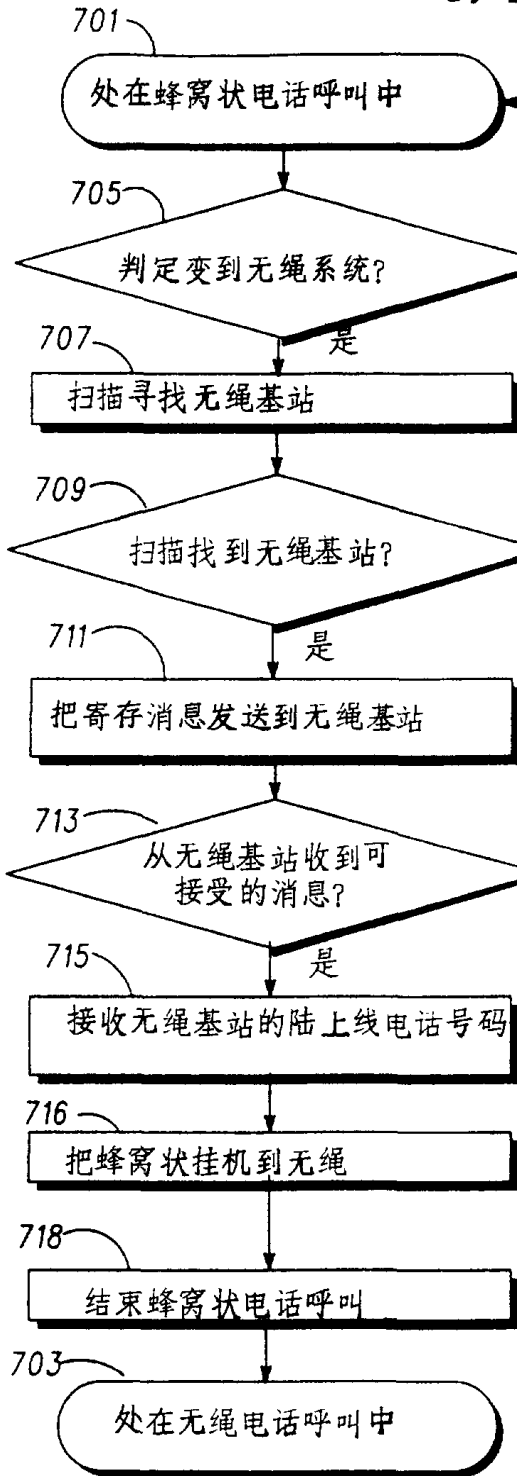 701
处在蜂窝状电话呼叫中
705
判定变到无绳系统?
是
707
扫描寻找无绳基站
709
扫描找到无绳基站?
是
711
把寄存消息发送到无绳基站
713
从无绳基站收到可
接受的消息?
是
715
接收无绳基站的陆上线电话号码
716
把蜂窝状挂机到无绳
718
结束蜂窝状电话呼叫
703
处在无绳电话呼叫中